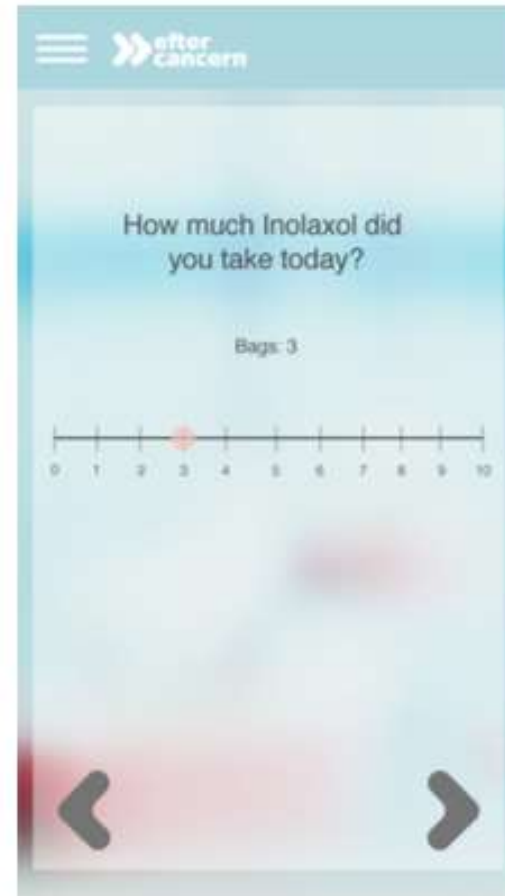 efter
cancern
How much Inolaxol did
you take today?
Bags: 3
0 1 2 3 4 5 6 7 8 9 10